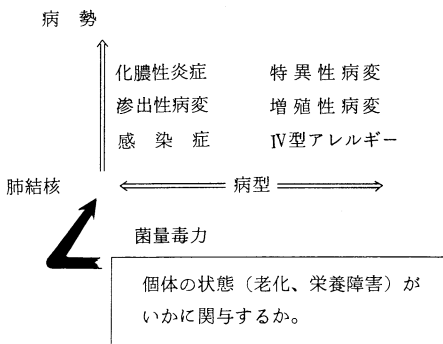 病勢
化膿性炎症 特異性病変
滲出性病変 増殖性病変
感染症 Ⅳ型アレルギー
肺結核 病型
菌量毒力
個体の状態（老化、栄養障害）が
いかに関与するか。